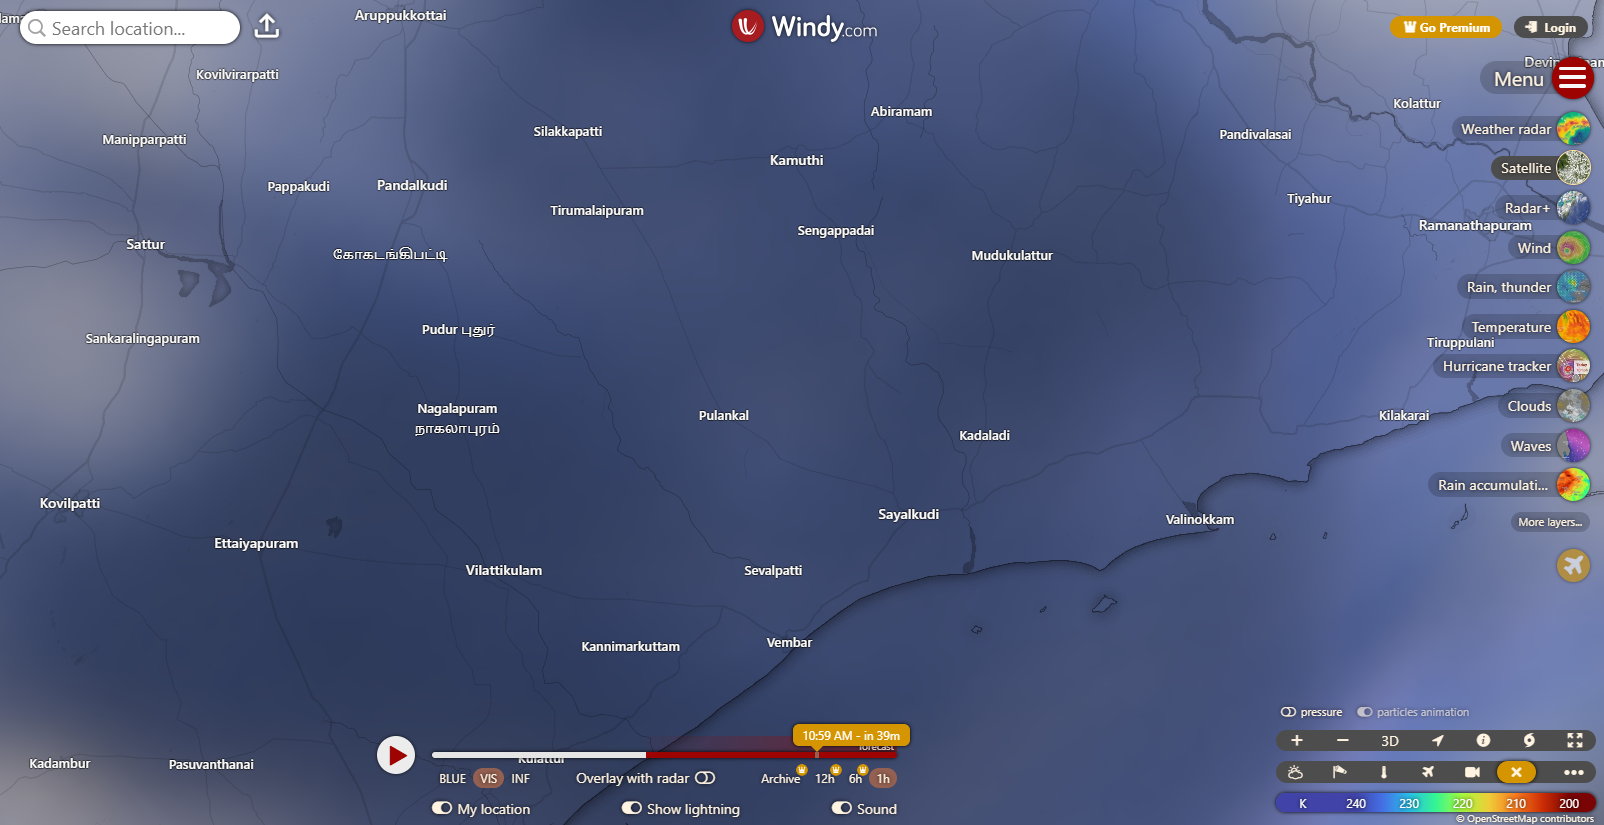 Search location...
Windy.com
Go Premium
Login
Menu
Weather radar
Satellite
Radar+
Wind
Rain, thunder
Temperature
Hurricane tracker
Clouds
Waves
Rain accumulati...
More layers...
Aruppukkottai
Kovilvirarpatti
Abiramam
Kolattur
Silakkapatti
Pandivalasai
Manipparpatti
Kamuthi
Pappakudi
Pandalkudi
Tiyahur
Tirumalaipuram
Ramanathapuram
Sengappadai
Sattur
கோகடங்கிபட்டி
Mudukulattur
Pudur புதுர்
Sankaralingapuram
Tiruppulani
Nagalapuram
நாகலாபுரம்
Pulankal
Kilakarai
Kadaladi
Kovilpatti
Sayalkudi
Valinokkam
Ettaiyapuram
Vilattikulam
Sevalpatti
Kannimarkuttam
Vembar
Kadambur
Pasuvanthanai
Kulattur
10:59 AM - in 39m
forecast
BLUE VIS INF
Overlay with radar
Archive 12h 6h 1h
My location
Show lightning
Sound
pressure
particles animation
3D
K 240 230 220 210 200
© OpenStreetMap contributors